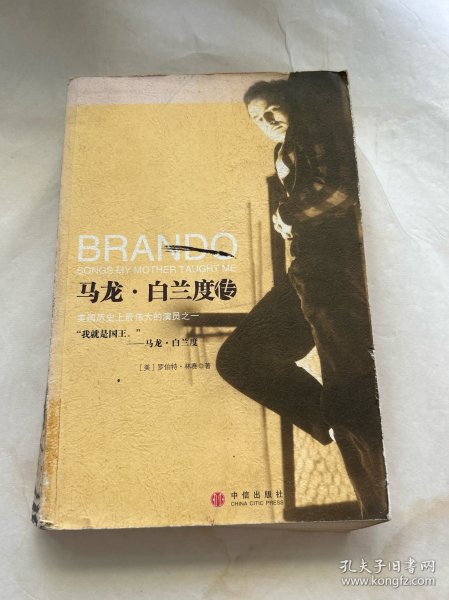 BRANDO
SONGS MY MOTHER TAUGHT ME
马龙·白兰度传
美国历史上最伟大的演员之一
“我就是国王。”
——马龙·白兰度
[美] 罗伯特·林赛◎著
中信出版社
CHINA CITIC PRESS
孔夫子旧书网
www.kongfz.com